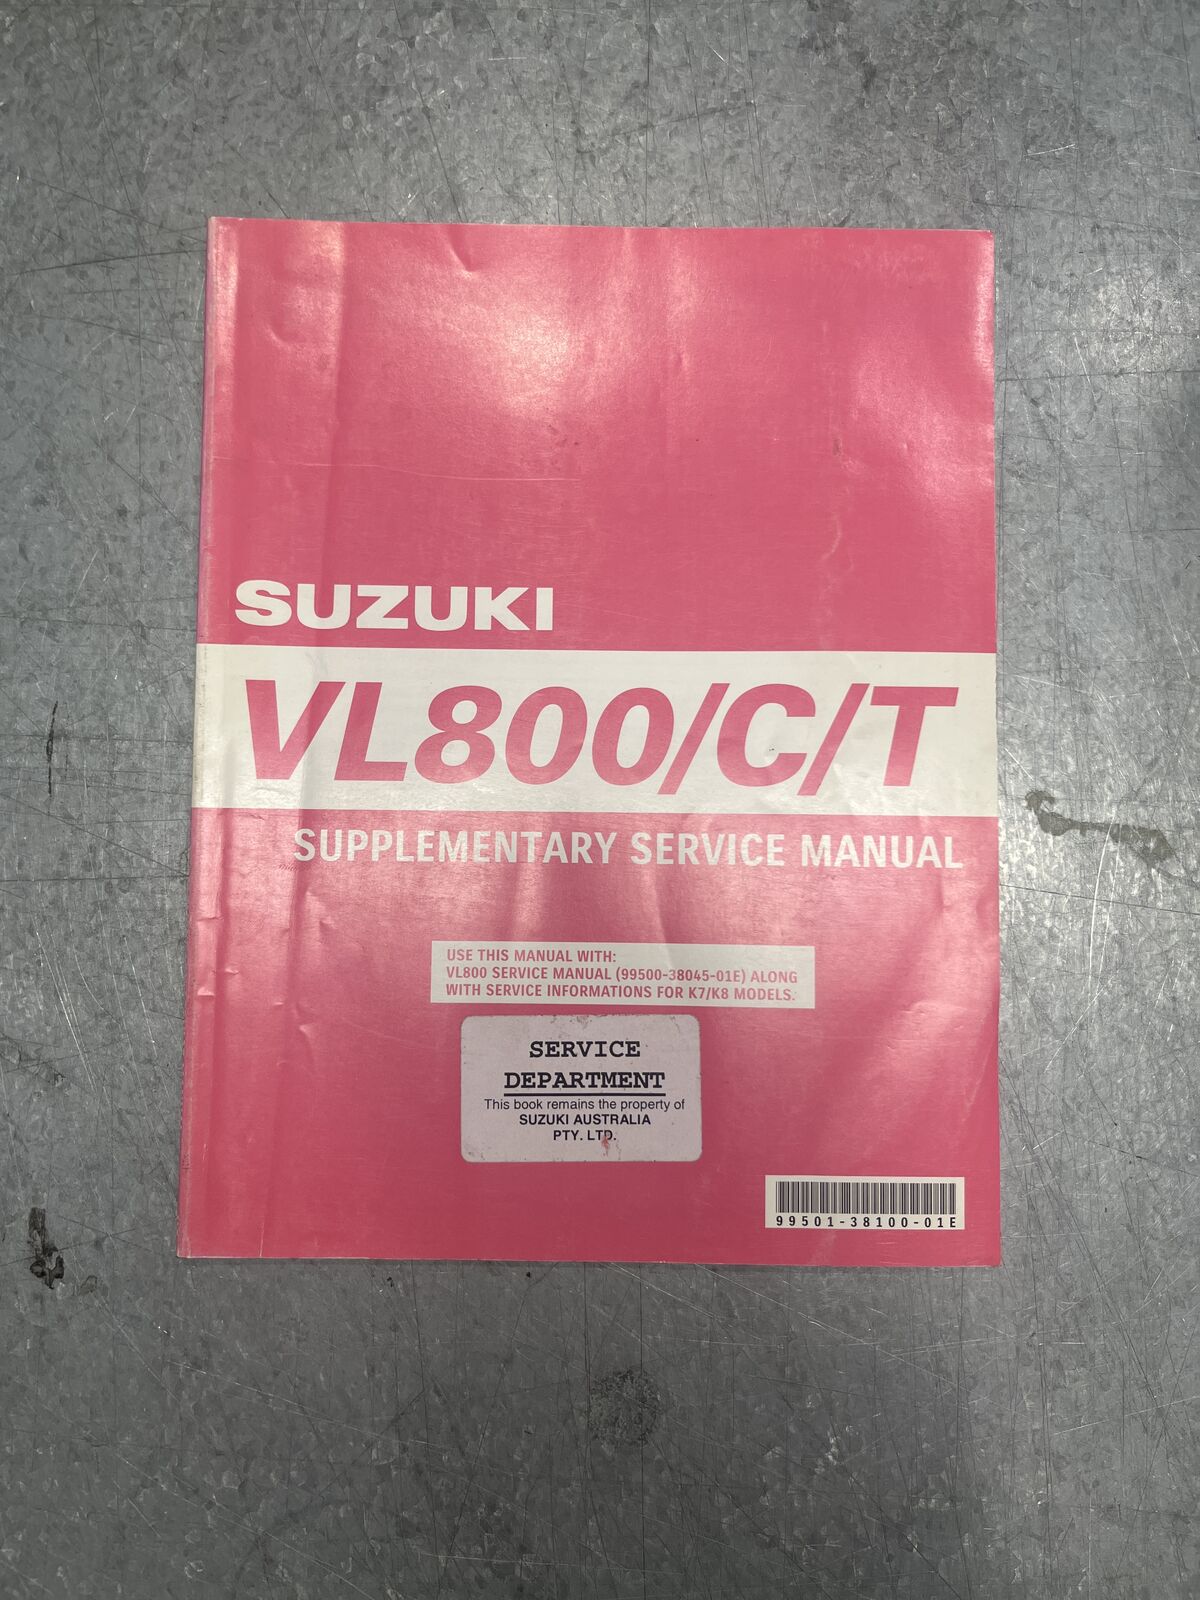 SUZUKI
VL800/C/T
SUPPLEMENTARY SERVICE MANUAL
USE THIS MANUAL WITH:
VL800 SERVICE MANUAL (99500-38045-01E) ALONG
WITH SERVICE INFORMATIONS FOR K7/K8 MODELS.
SERVICE
DEPARTMENT
This book remains the property of
SUZUKI AUSTRALIA
PTY. LTD.
99501-38100-01E